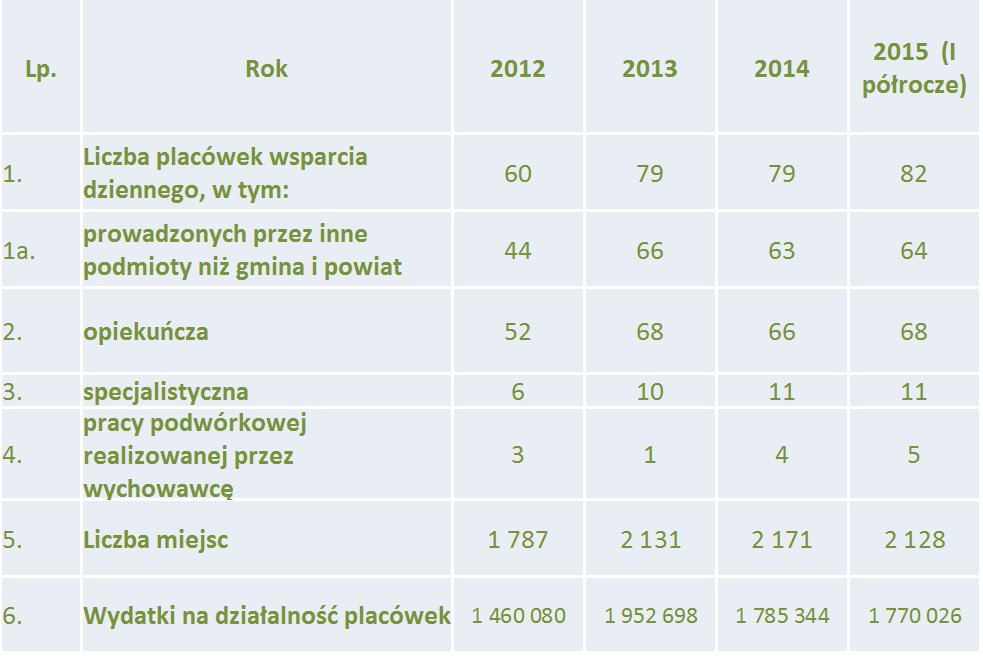 Lp. Rok 2012 2013 2014 2015 (I
półrocze)
1. Liczba placówek wsparcia
dziennego, w tym: 60 79 79 82
1a. prowadzonych przez inne
podmioty niż gmina i powiat 44 66 63 64
2. opiekuńcza 52 68 66 68
3. specjalistyczna 6 10 11 11
pracy podwórkowej
4. realizowanej przez 3 1 4 5
wychowawcę
5. Liczba miejsc 1 787 2 131 2 171 2 128
6. Wydatki na działalność placówek 1 460 080 1 952 698 1 785 344 1 770 026